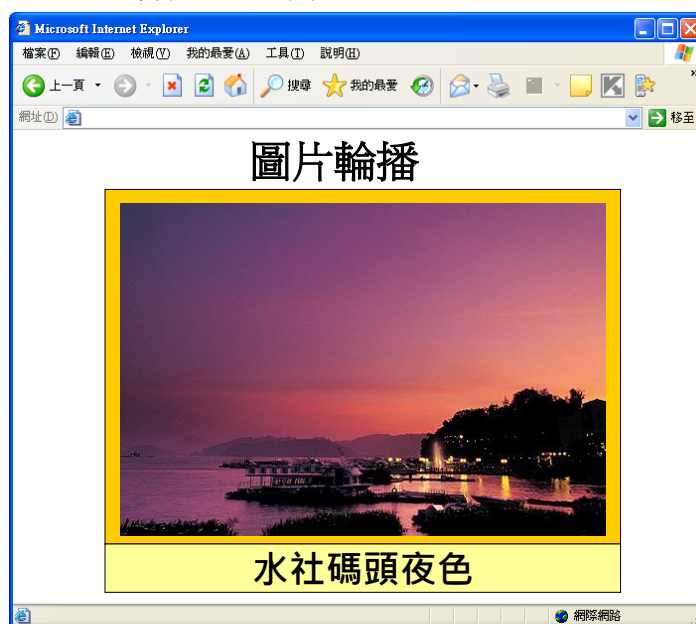 Microsoft Internet Explorer
檔案(F) 編輯(E) 檢視(V) 我的最愛(A) 工具(T) 說明(H)
上一頁 搜尋 我的最愛
網址(D) 移至
圖片輪播
水社碼頭夜色
網際網路